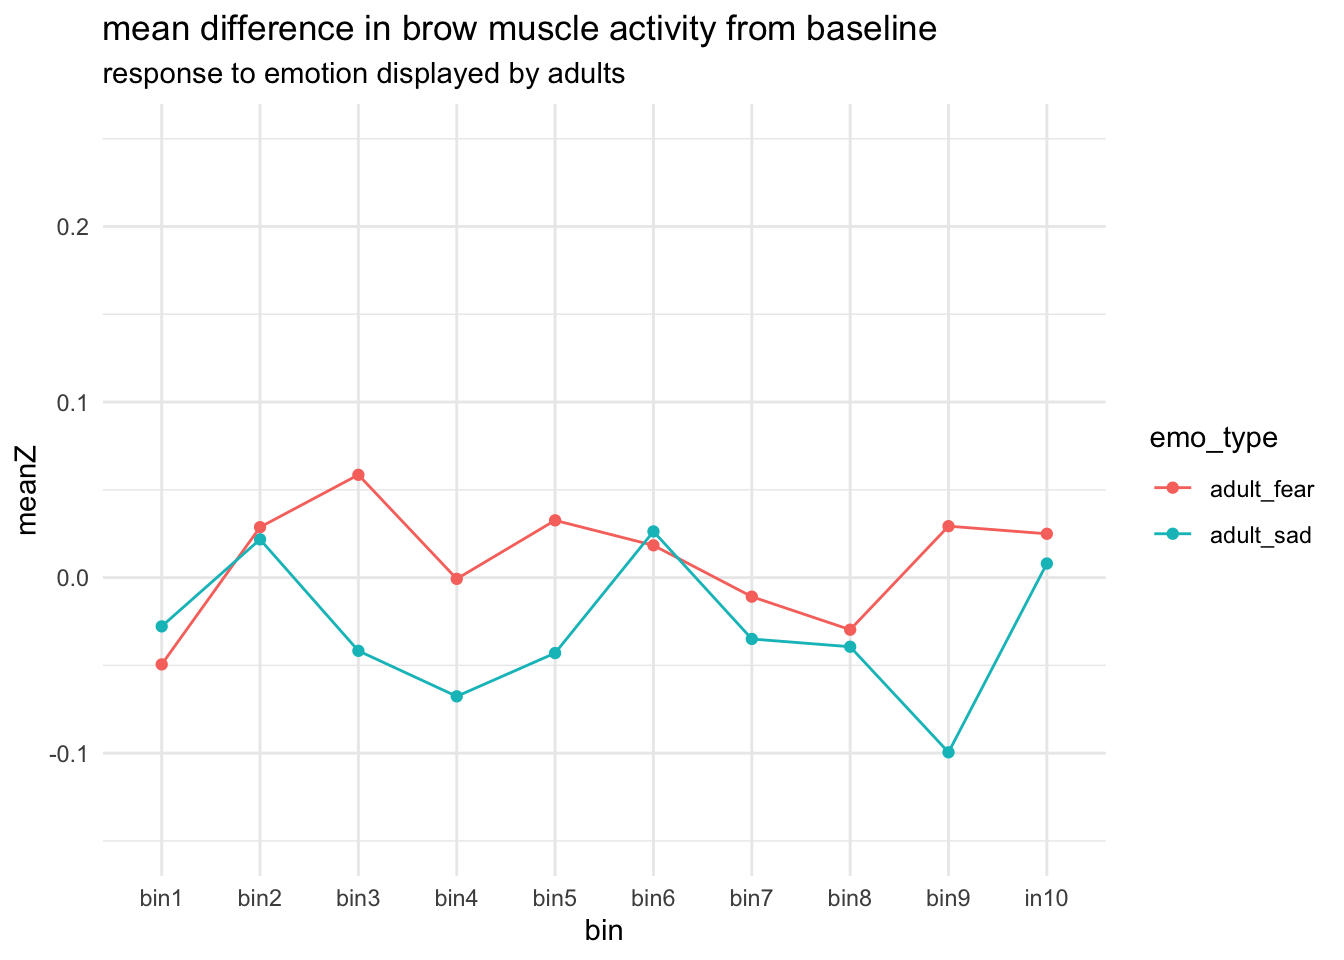 mean difference in brow muscle activity from baseline
response to emotion displayed by adults
meanZ
0.2
0.1
0.0
-0.1
bin1 bin2 bin3 bin4 bin5 bin6 bin7 bin8 bin9 in10
bin
emo_type
adult_fear
adult_sad